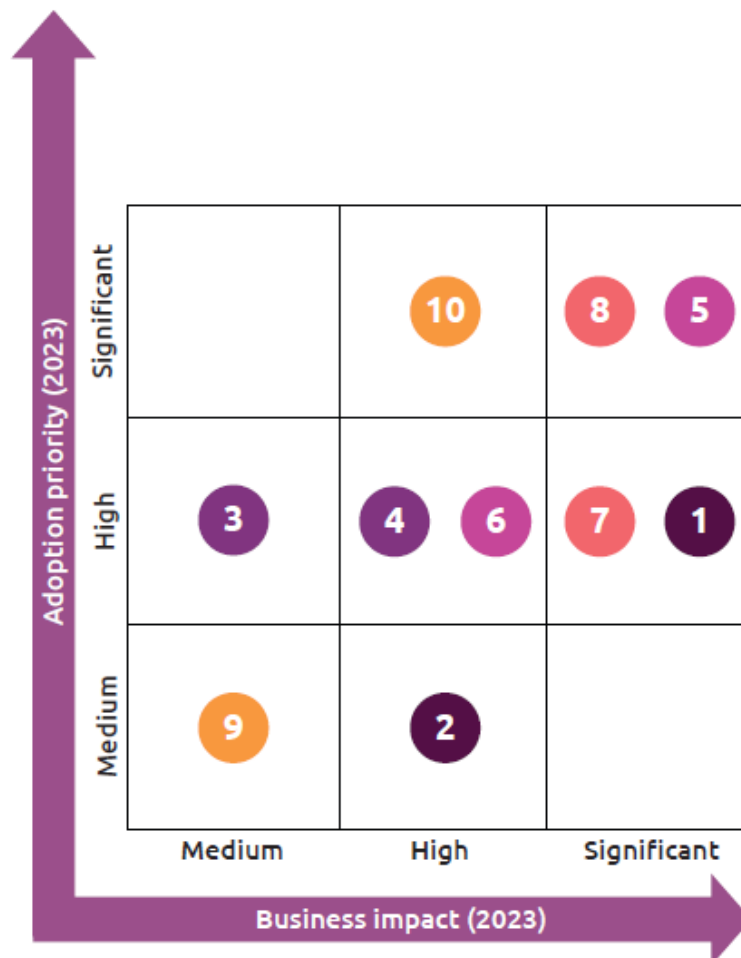 Adoption priority (2023)
Significant
10
8
5
High
3
4
6
7
1
Medium
9
2
Medium
High
Significant
Business impact (2023)